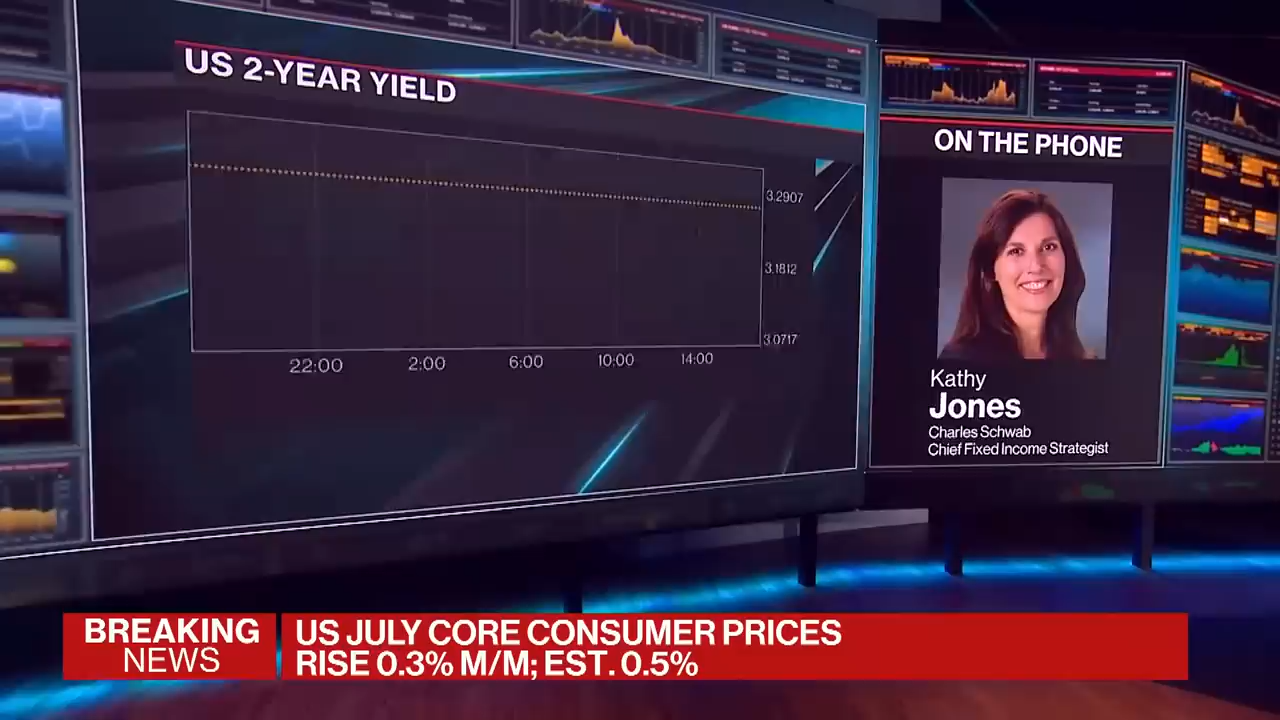 US 2-YEAR YIELD
3.2907
3.1812
3.0717
22:00
2:00
6:00
10:00
14:00
ON THE PHONE
Kathy
Jones
Charles Schwab
Chief Fixed Income Strategist
BREAKING
NEWS
US JULY CORE CONSUMER PRICES
RISE 0.3% M/M; EST. 0.5%